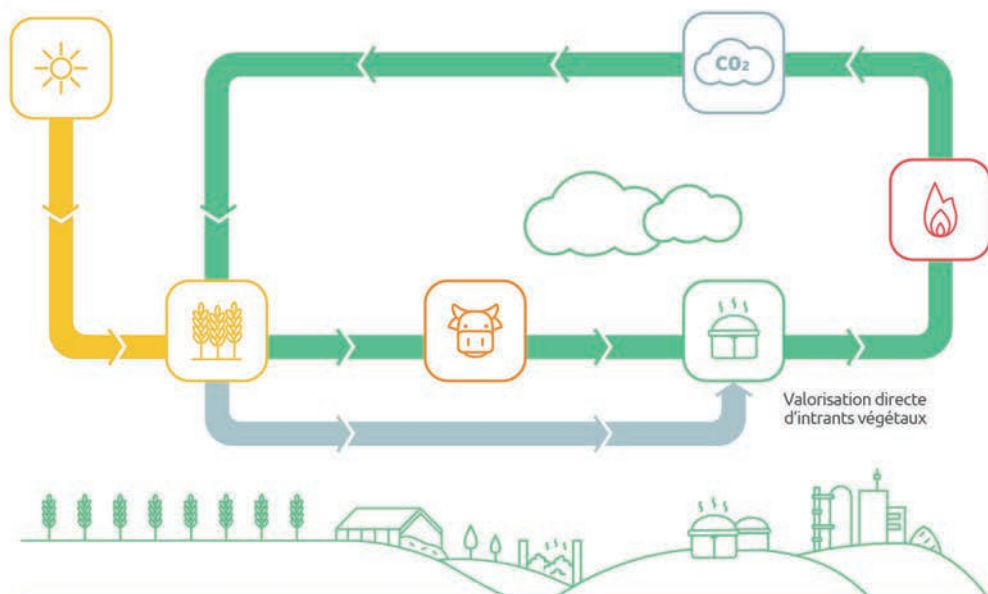 CO₂
Valorisation directe
d'intrants végétaux